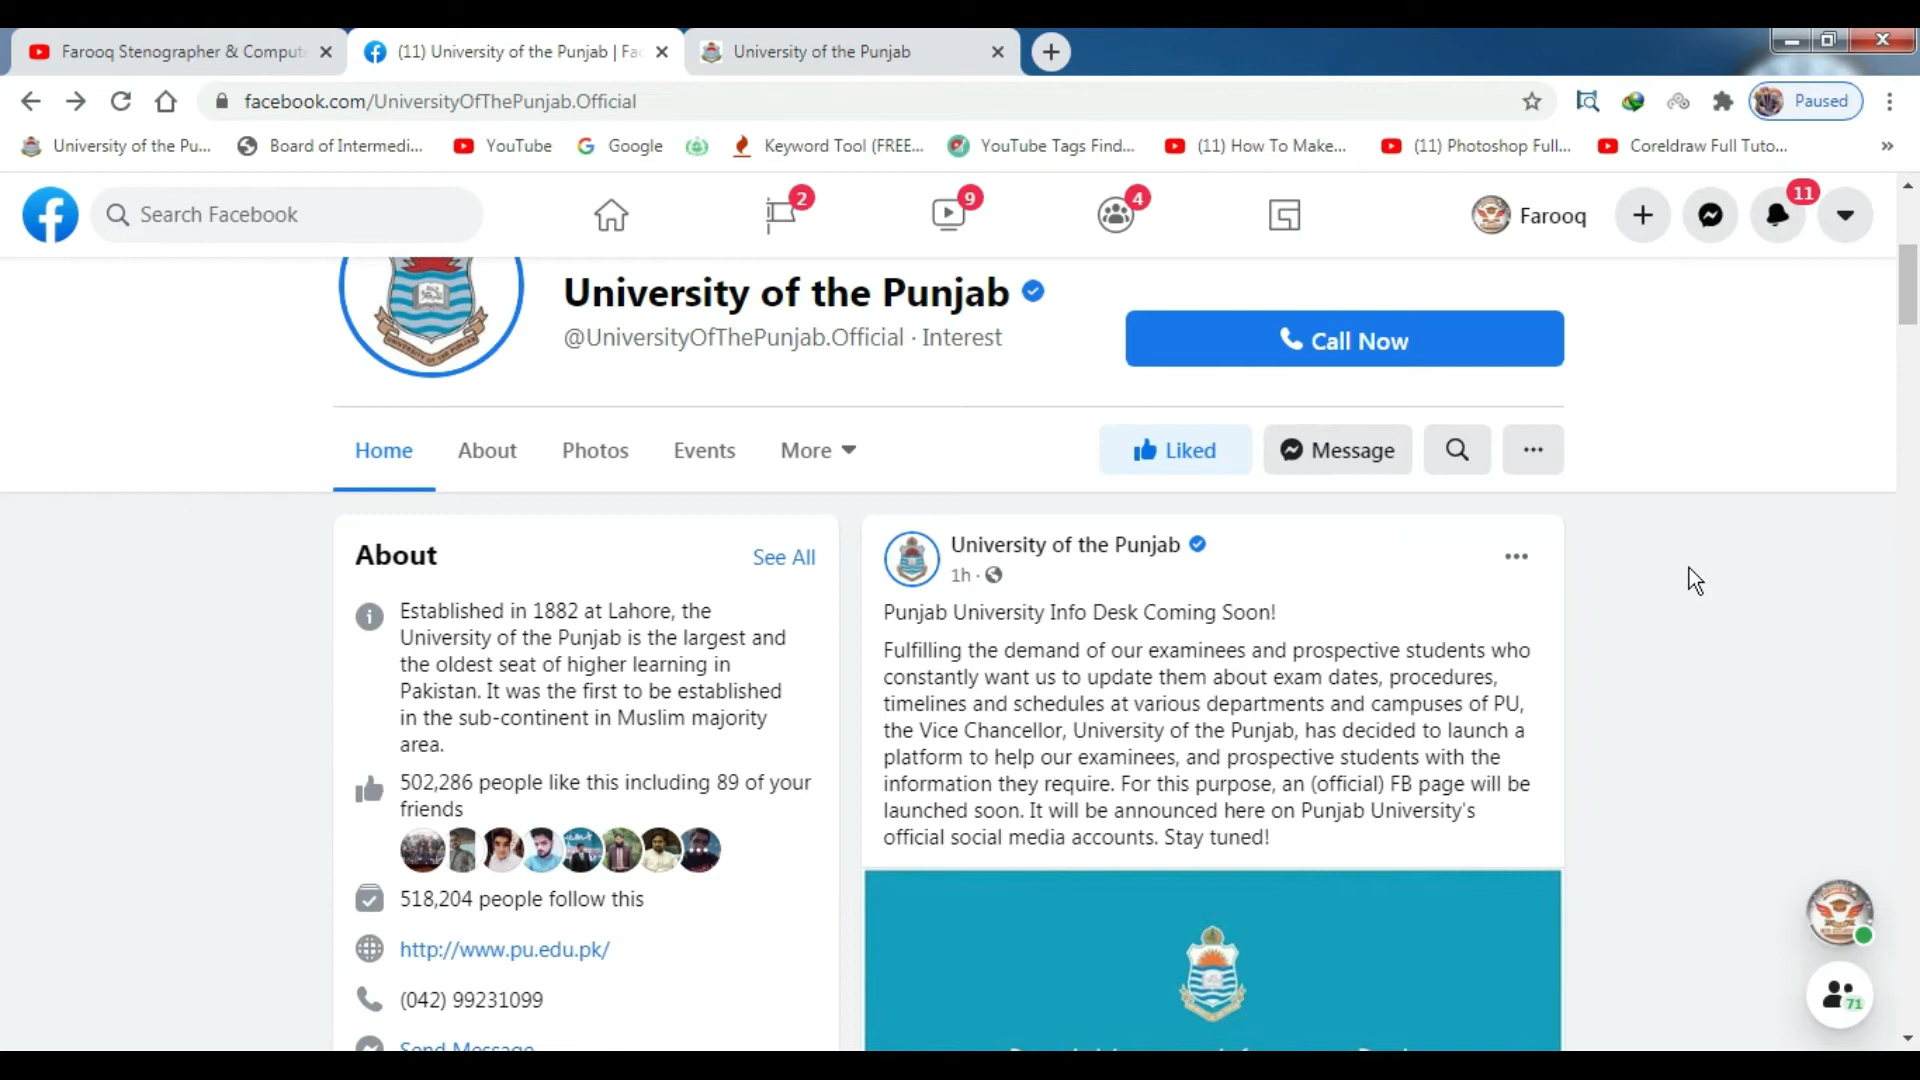 Farooq Stenographer & Compute
(11) University of the Punjab | Fac
University of the Punjab
facebook.com/UniversityOfThePunjab.Official
Paused
University of the Pu...
Board of Intermedi...
YouTube
Google
Keyword Tool (FREE...
YouTube Tags Find...
(11) How To Make...
(11) Photoshop Full...
Coreldraw Full Tuto...
Search Facebook
2
9
4
Farooq
11
University of the Punjab
@UniversityOfThePunjab.Official · Interest
Call Now
Home
About
Photos
Events
More
Liked
Message
About
See All
Established in 1882 at Lahore, the
University of the Punjab is the largest and
the oldest seat of higher learning in
Pakistan. It was the first to be established
in the sub-continent in Muslim majority
area.
502,286 people like this including 89 of your
friends
518,204 people follow this
http://www.pu.edu.pk/
(042) 99231099
Send Message
University of the Punjab
1h ·
Punjab University Info Desk Coming Soon!
Fulfilling the demand of our examinees and prospective students who
constantly want us to update them about exam dates, procedures,
timelines and schedules at various departments and campuses of PU,
the Vice Chancellor, University of the Punjab, has decided to launch a
platform to help our examinees, and prospective students with the
information they require. For this purpose, an (official) FB page will be
launched soon. It will be announced here on Punjab University's
official social media accounts. Stay tuned!
71